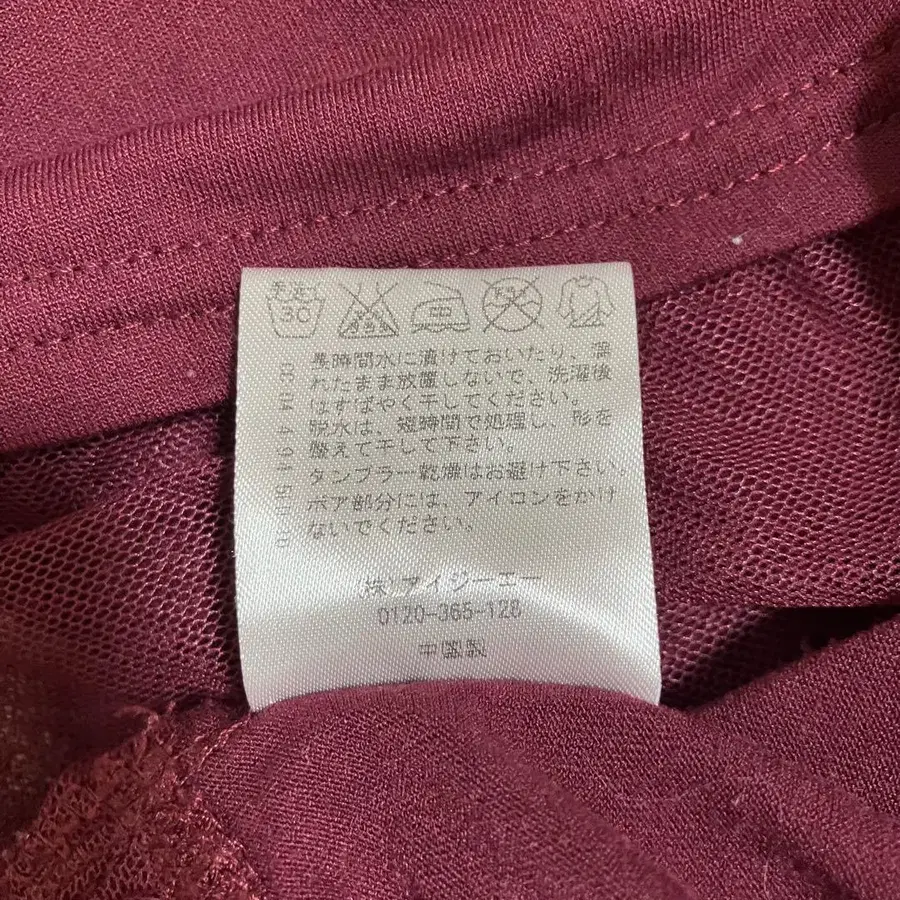 手洗イ
30
長時間水に漬けておいたり、濡
れたまま放置しないで、洗濯後
はすばやく干してください。
脱水は、短時間で処理し、形を
整えて干して下さい。
タンブラー乾燥はお避け下さい。
ボア部分には、アイロンをかけ
ないでください。
(株)アイジーエー
0120-365-128
中国製